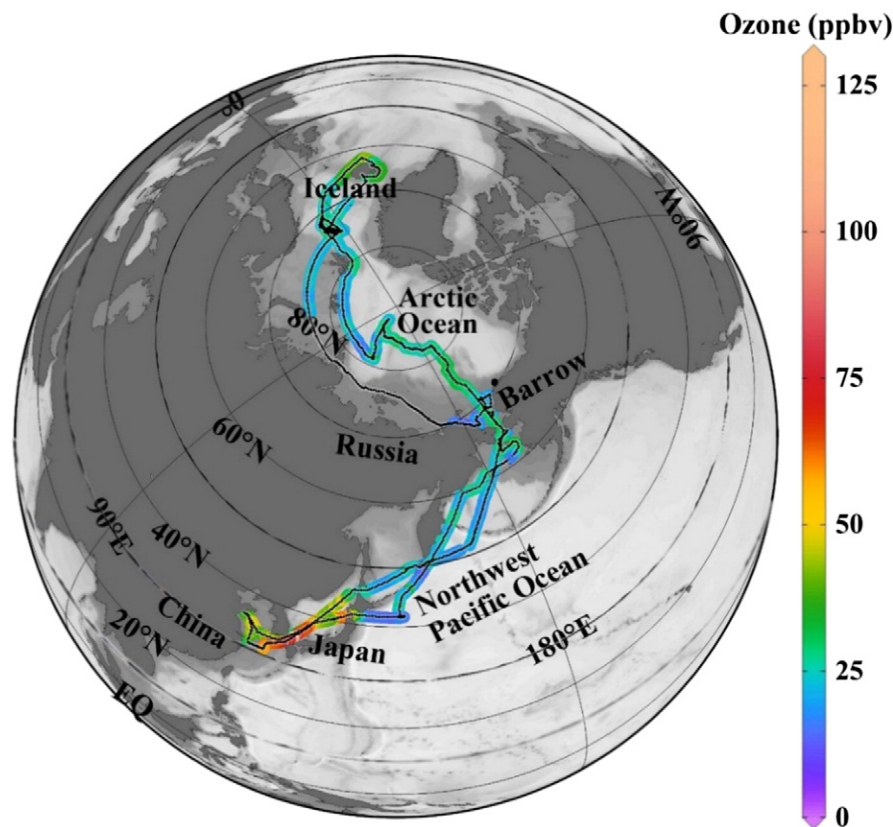 Ozone (ppbv)
125
100
75
50
25
0
0°
90°W
Iceland
Arctic
Ocean
80°N
Barrow
Russia
60°N
90°E
40°N
Northwest
Pacific Ocean
China
Japan
20°N
180°E
EQ